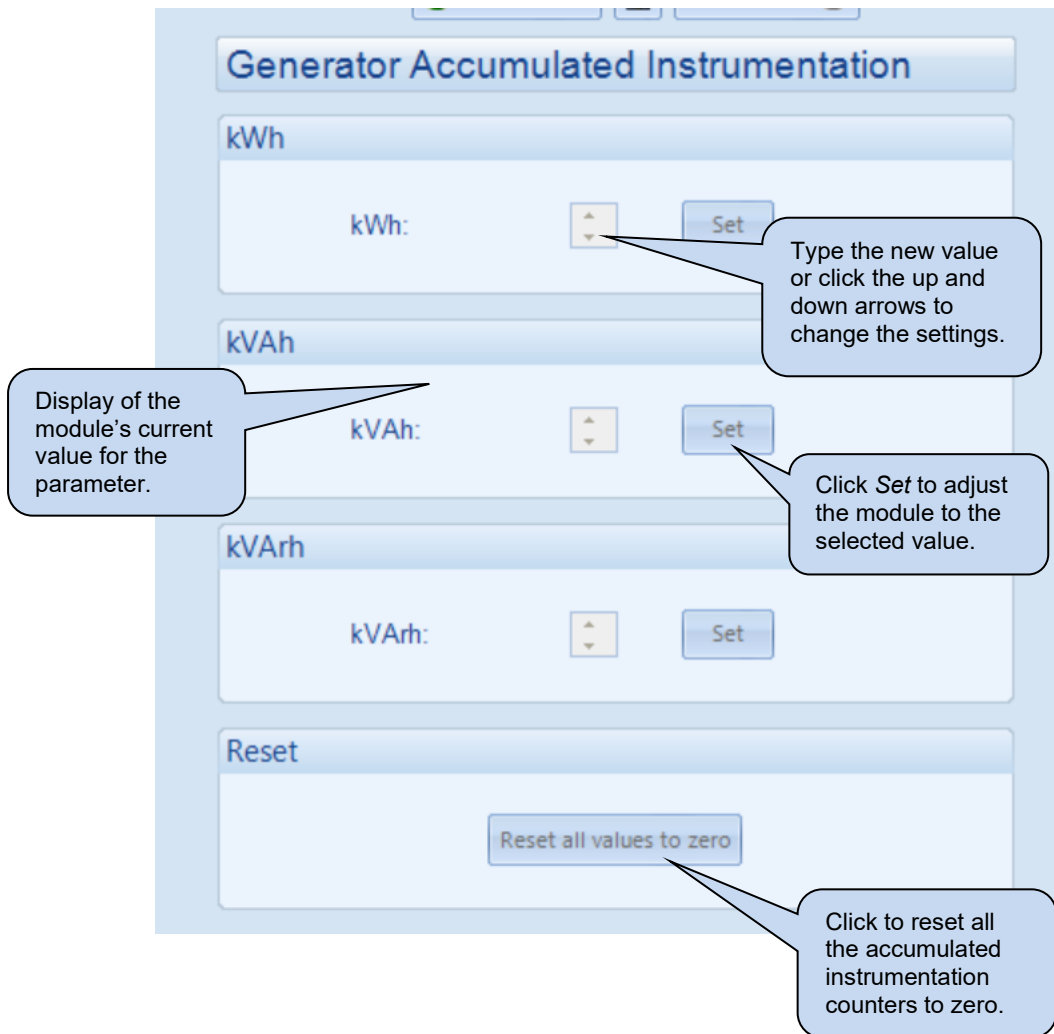 Generator Accumulated Instrumentation
kWh
kWh:
Set
Type the new value
or click the up and
down arrows to
change the settings.
kVAh
Display of the
module’s current
value for the
parameter.
kVAh:
Set
Click Set to adjust
the module to the
selected value.
kVArh
kVArh:
Set
Reset
Reset all values to zero
Click to reset all
the accumulated
instrumentation
counters to zero.